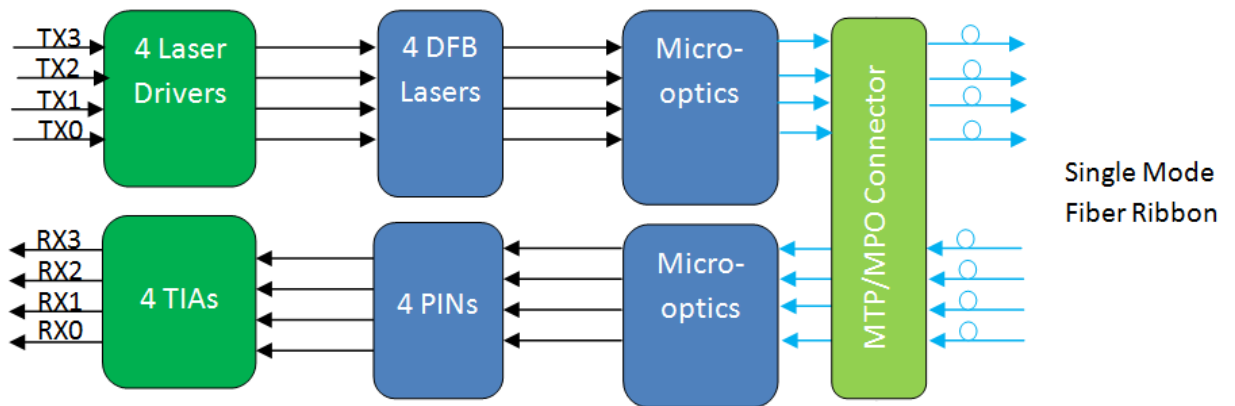 TX3
TX2
TX1
TX0
4 Laser
Drivers
4 DFB
Lasers
Micro-
optics
MTP/MPO Connector
Single Mode
Fiber Ribbon
RX3
RX2
RX1
RX0
4 TIAs
4 PINs
Micro-
optics